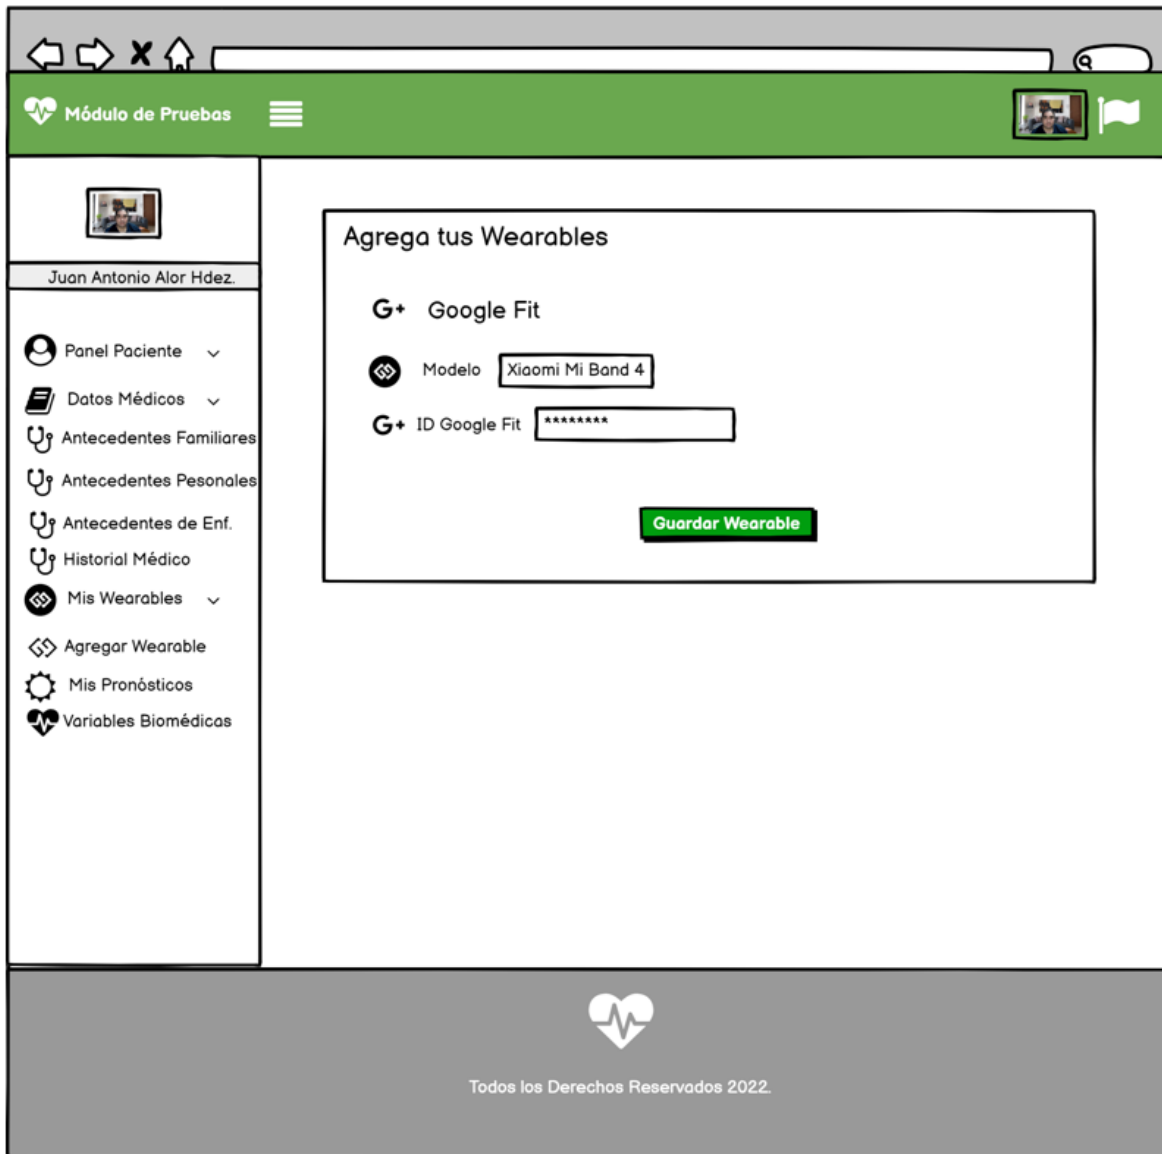 Módulo de Pruebas
Juan Antonio Alor Hdez.
Panel Paciente
Datos Médicos
Antecedentes Familiares
Antecedentes Pesonales
Antecedentes de Enf.
Historial Médico
Mis Wearables
Agregar Wearable
Mis Pronósticos
Variables Biomédicas
Agrega tus Wearables
G+ Google Fit
Modelo Xiaomi Mi Band 4
G+ ID Google Fit ********
Guardar Wearable
Todos los Derechos Reservados 2022.